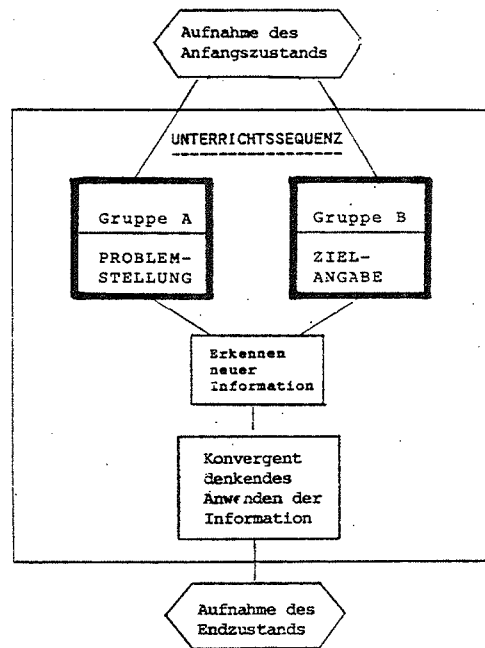 Aufnahme des
Anfangszustands
UNTERRICHTSSEQUENZ
Gruppe A
PROBLEM-
STELLUNG
Gruppe B
ZIEL-
ANGABE
Erkennen
neuer
Information
Konvergent
denkendes
Anwenden der
Information
Aufnahme des
Endzustands